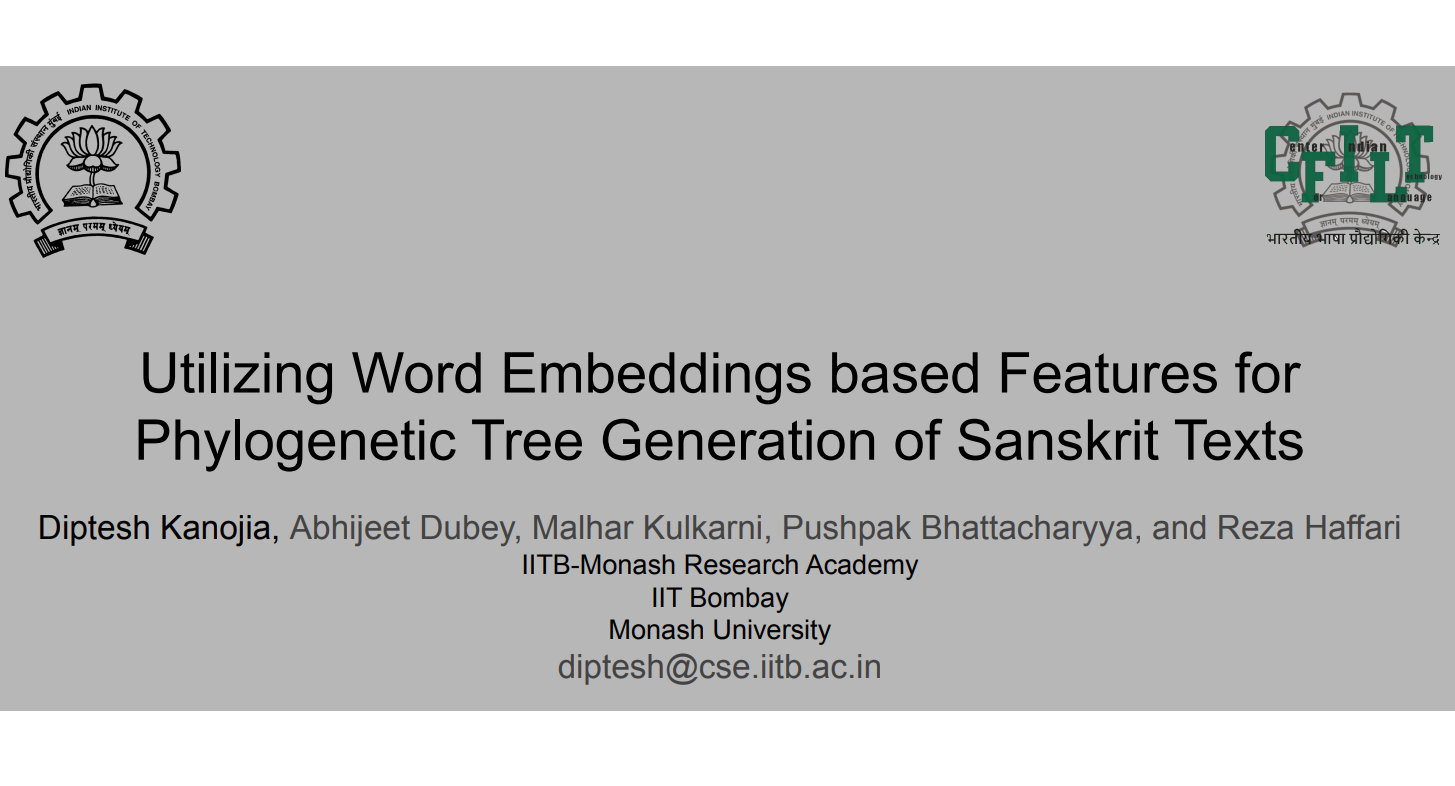 भारतीय प्रौद्योगिकी संस्थान मुंबई INDIAN INSTITUTE OF TECHNOLOGY BOMBAY
ज्ञानम् परमम् ध्येयम्
INDIAN INSTITUTE OF
Center Indian Technology
For Language
CFILT
ज्ञानम् परमम् ध्येयम्
भारतीय भाषा प्रौद्योगिकी केन्द्र
Utilizing Word Embeddings based Features for
Phylogenetic Tree Generation of Sanskrit Texts
Diptesh Kanojia, Abhijeet Dubey, Malhar Kulkarni, Pushpak Bhattacharyya, and Reza Haffari
IITB-Monash Research Academy
IIT Bombay
Monash University
diptesh@cse.iitb.ac.in